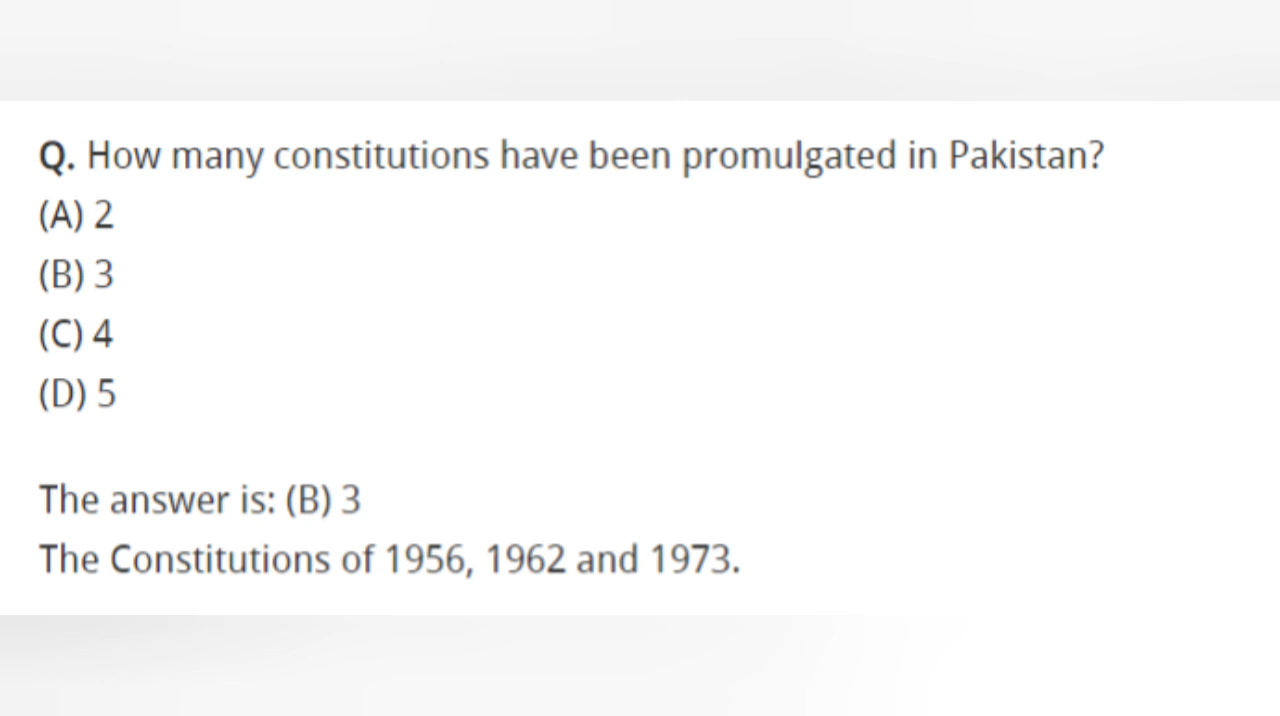 Q. How many constitutions have been promulgated in Pakistan?
(A) 2
(B) 3
(C) 4
(D) 5
The answer is: (B) 3
The Constitutions of 1956, 1962 and 1973.